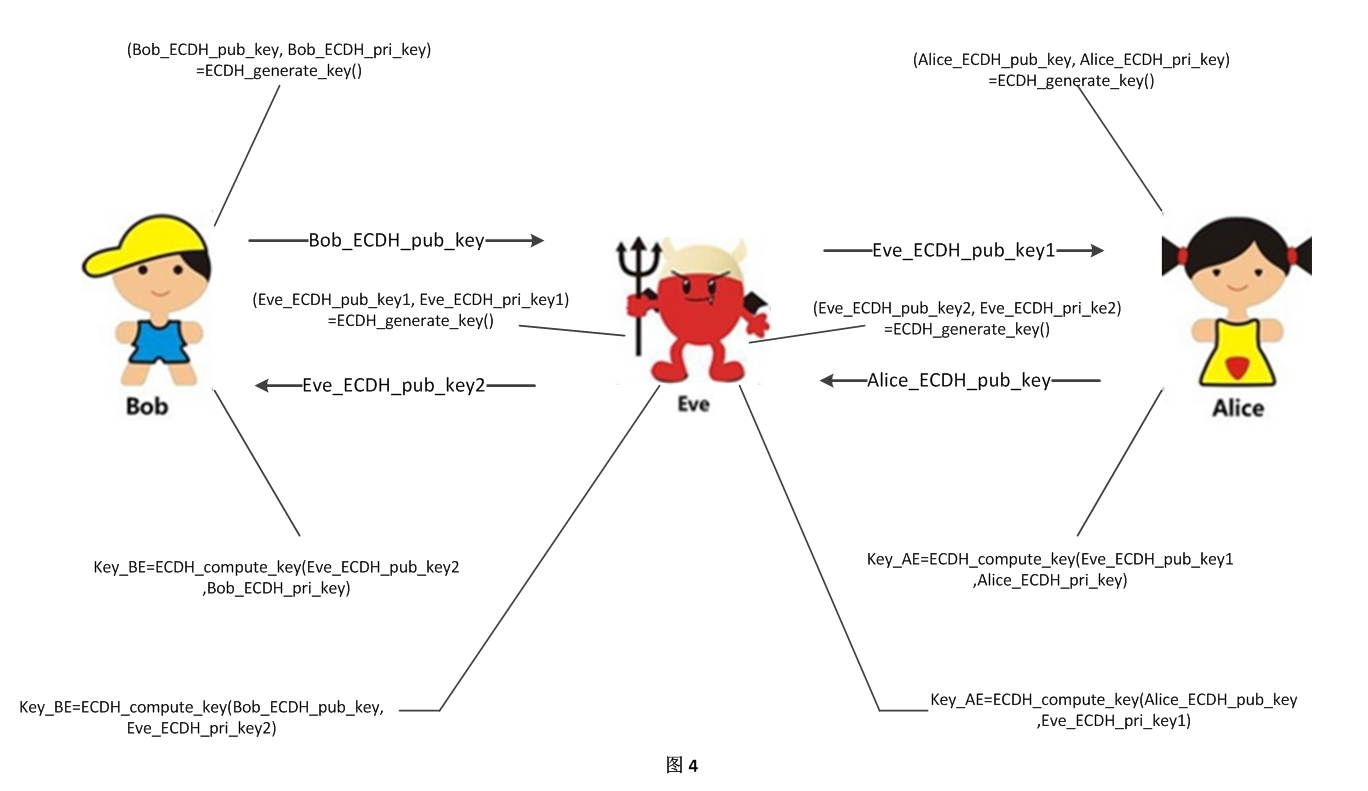 (Bob_ECDH_pub_key, Bob_ECDH_pri_key)
=ECDH_generate_key()
(Alice_ECDH_pub_key, Alice_ECDH_pri_key)
=ECDH_generate_key()
Bob_ECDH_pub_key
Eve_ECDH_pub_key1
(Eve_ECDH_pub_key1, Eve_ECDH_pri_key1)
=ECDH_generate_key()
(Eve_ECDH_pub_key2, Eve_ECDH_pri_ke2)
=ECDH_generate_key()
Eve_ECDH_pub_key2
Alice_ECDH_pub_key
Bob
Eve
Alice
Key_BE=ECDH_compute_key(Eve_ECDH_pub_key2
,Bob_ECDH_pri_key)
Key_AE=ECDH_compute_key(Eve_ECDH_pub_key1
,Alice_ECDH_pri_key)
Key_BE=ECDH_compute_key(Bob_ECDH_pub_key,
Eve_ECDH_pri_key2)
Key_AE=ECDH_compute_key(Alice_ECDH_pub_key
,Eve_ECDH_pri_key1)
图 4